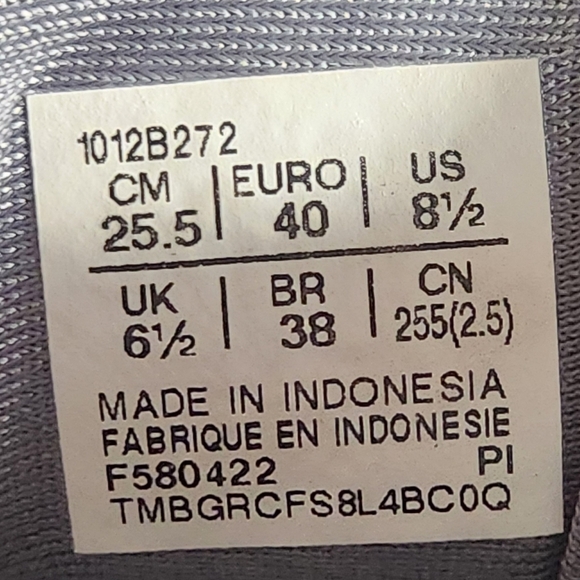 1012B272
CM | EURO | US
25.5 | 40 | 8½
UK | BR | CN
6½ | 38 | 255(2.5)
MADE IN INDONESIA
FABRIQUE EN INDONESIE
F580422 PI
TMBGRCFS8L4BC0Q